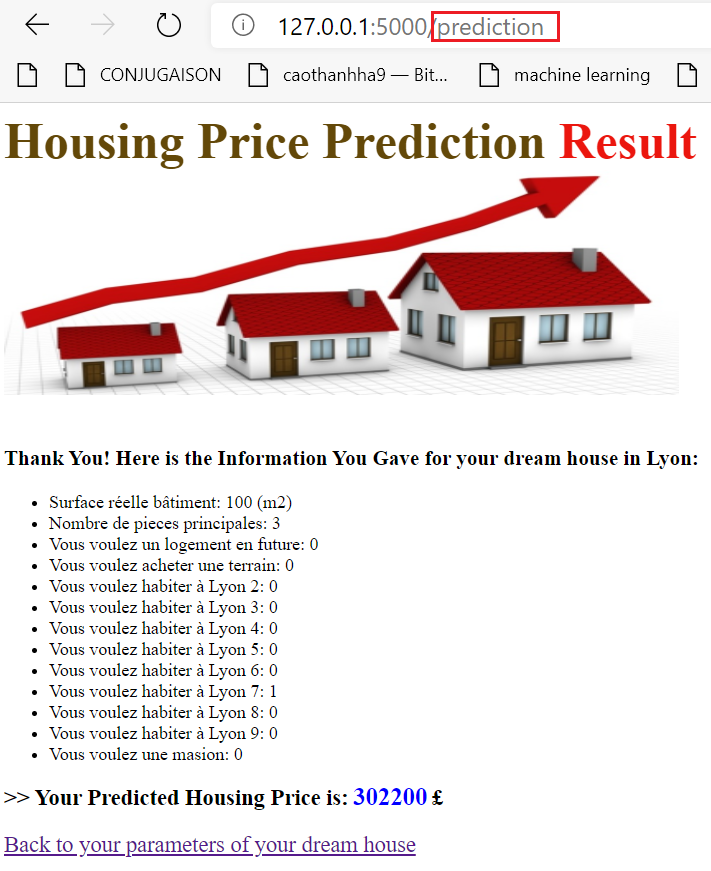 127.0.0.1:5000/prediction
CONJUGAISON caothanhha9 — Bit... machine learning
Housing Price Prediction Result
Thank You! Here is the Information You Gave for your dream house in Lyon:
• Surface réelle bâtiment: 100 (m2)
• Nombre de pieces principales: 3
• Vous voulez un logement en future: 0
• Vous voulez acheter une terrain: 0
• Vous voulez habiter à Lyon 2: 0
• Vous voulez habiter à Lyon 3: 0
• Vous voulez habiter à Lyon 4: 0
• Vous voulez habiter à Lyon 5: 0
• Vous voulez habiter à Lyon 6: 0
• Vous voulez habiter à Lyon 7: 1
• Vous voulez habiter à Lyon 8: 0
• Vous voulez habiter à Lyon 9: 0
• Vous voulez une masion: 0
>> Your Predicted Housing Price is: 302200 £
Back to your parameters of your dream house